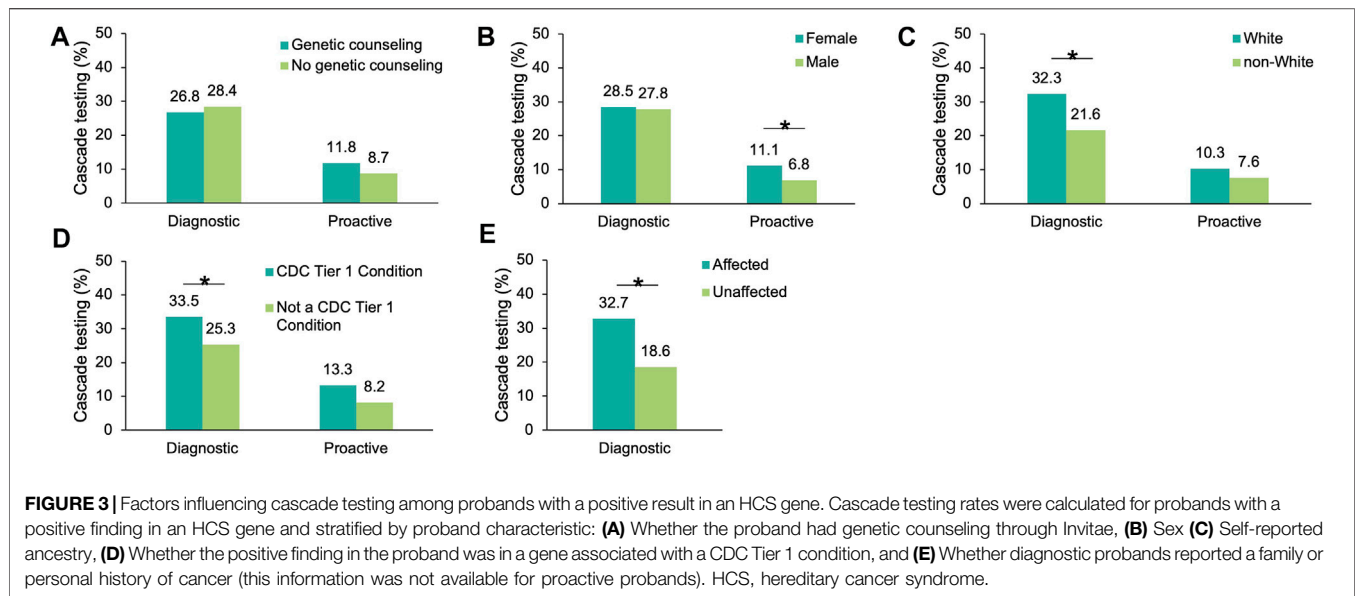 A
Cascade testing (%)
50
40
30
20
10
0
Genetic counseling
No genetic counseling
26.8
28.4
11.8
8.7
Diagnostic
Proactive
B
Cascade testing (%)
50
40
30
20
10
0
Female
Male
28.5
27.8
*
11.1
6.8
Diagnostic
Proactive
C
Cascade testing (%)
50
40
30
20
10
0
White
non-White
*
32.3
21.6
10.3
7.6
Diagnostic
Proactive
D
Cascade testing (%)
50
40
30
20
10
0
CDC Tier 1 Condition
Not a CDC Tier 1
Condition
*
33.5
25.3
13.3
8.2
Diagnostic
Proactive
E
Cascade testing (%)
50
40
30
20
10
0
Affected
Unaffected
*
32.7
18.6
Diagnostic
FIGURE 3 | Factors influencing cascade testing among probands with a positive result in an HCS gene. Cascade testing rates were calculated for probands with a
positive finding in an HCS gene and stratified by proband characteristic: (A) Whether the proband had genetic counseling through Invitae, (B) Sex (C) Self-reported
ancestry, (D) Whether the positive finding in the proband was in a gene associated with a CDC Tier 1 condition, and (E) Whether diagnostic probands reported a family or
personal history of cancer (this information was not available for proactive probands). HCS, hereditary cancer syndrome.